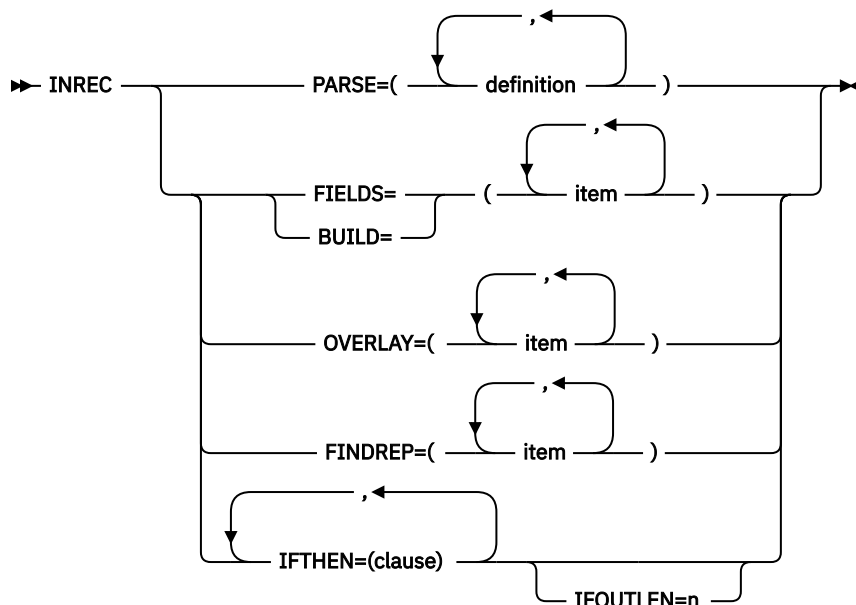 ,
INREC PARSE=( definition )
,
FIELDS= ( item )
BUILD=
,
OVERLAY=( item )
,
FINDREP=( item )
,
IFTHEN=(clause)
IFOUTLEN=n